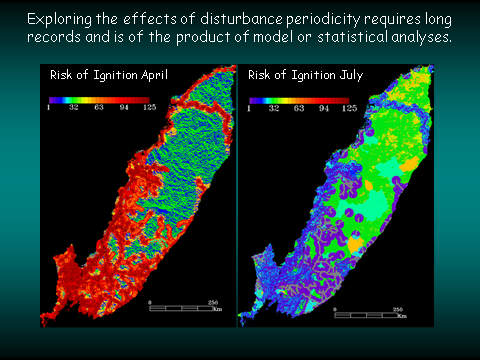 Exploring the effects of disturbance periodicity requires long
records and is of the product of model or statistical analyses.
Risk of Ignition April
1 32 63 94 125
0 250
Km
Risk of Ignition July
1 32 63 94 125
0 250
Km